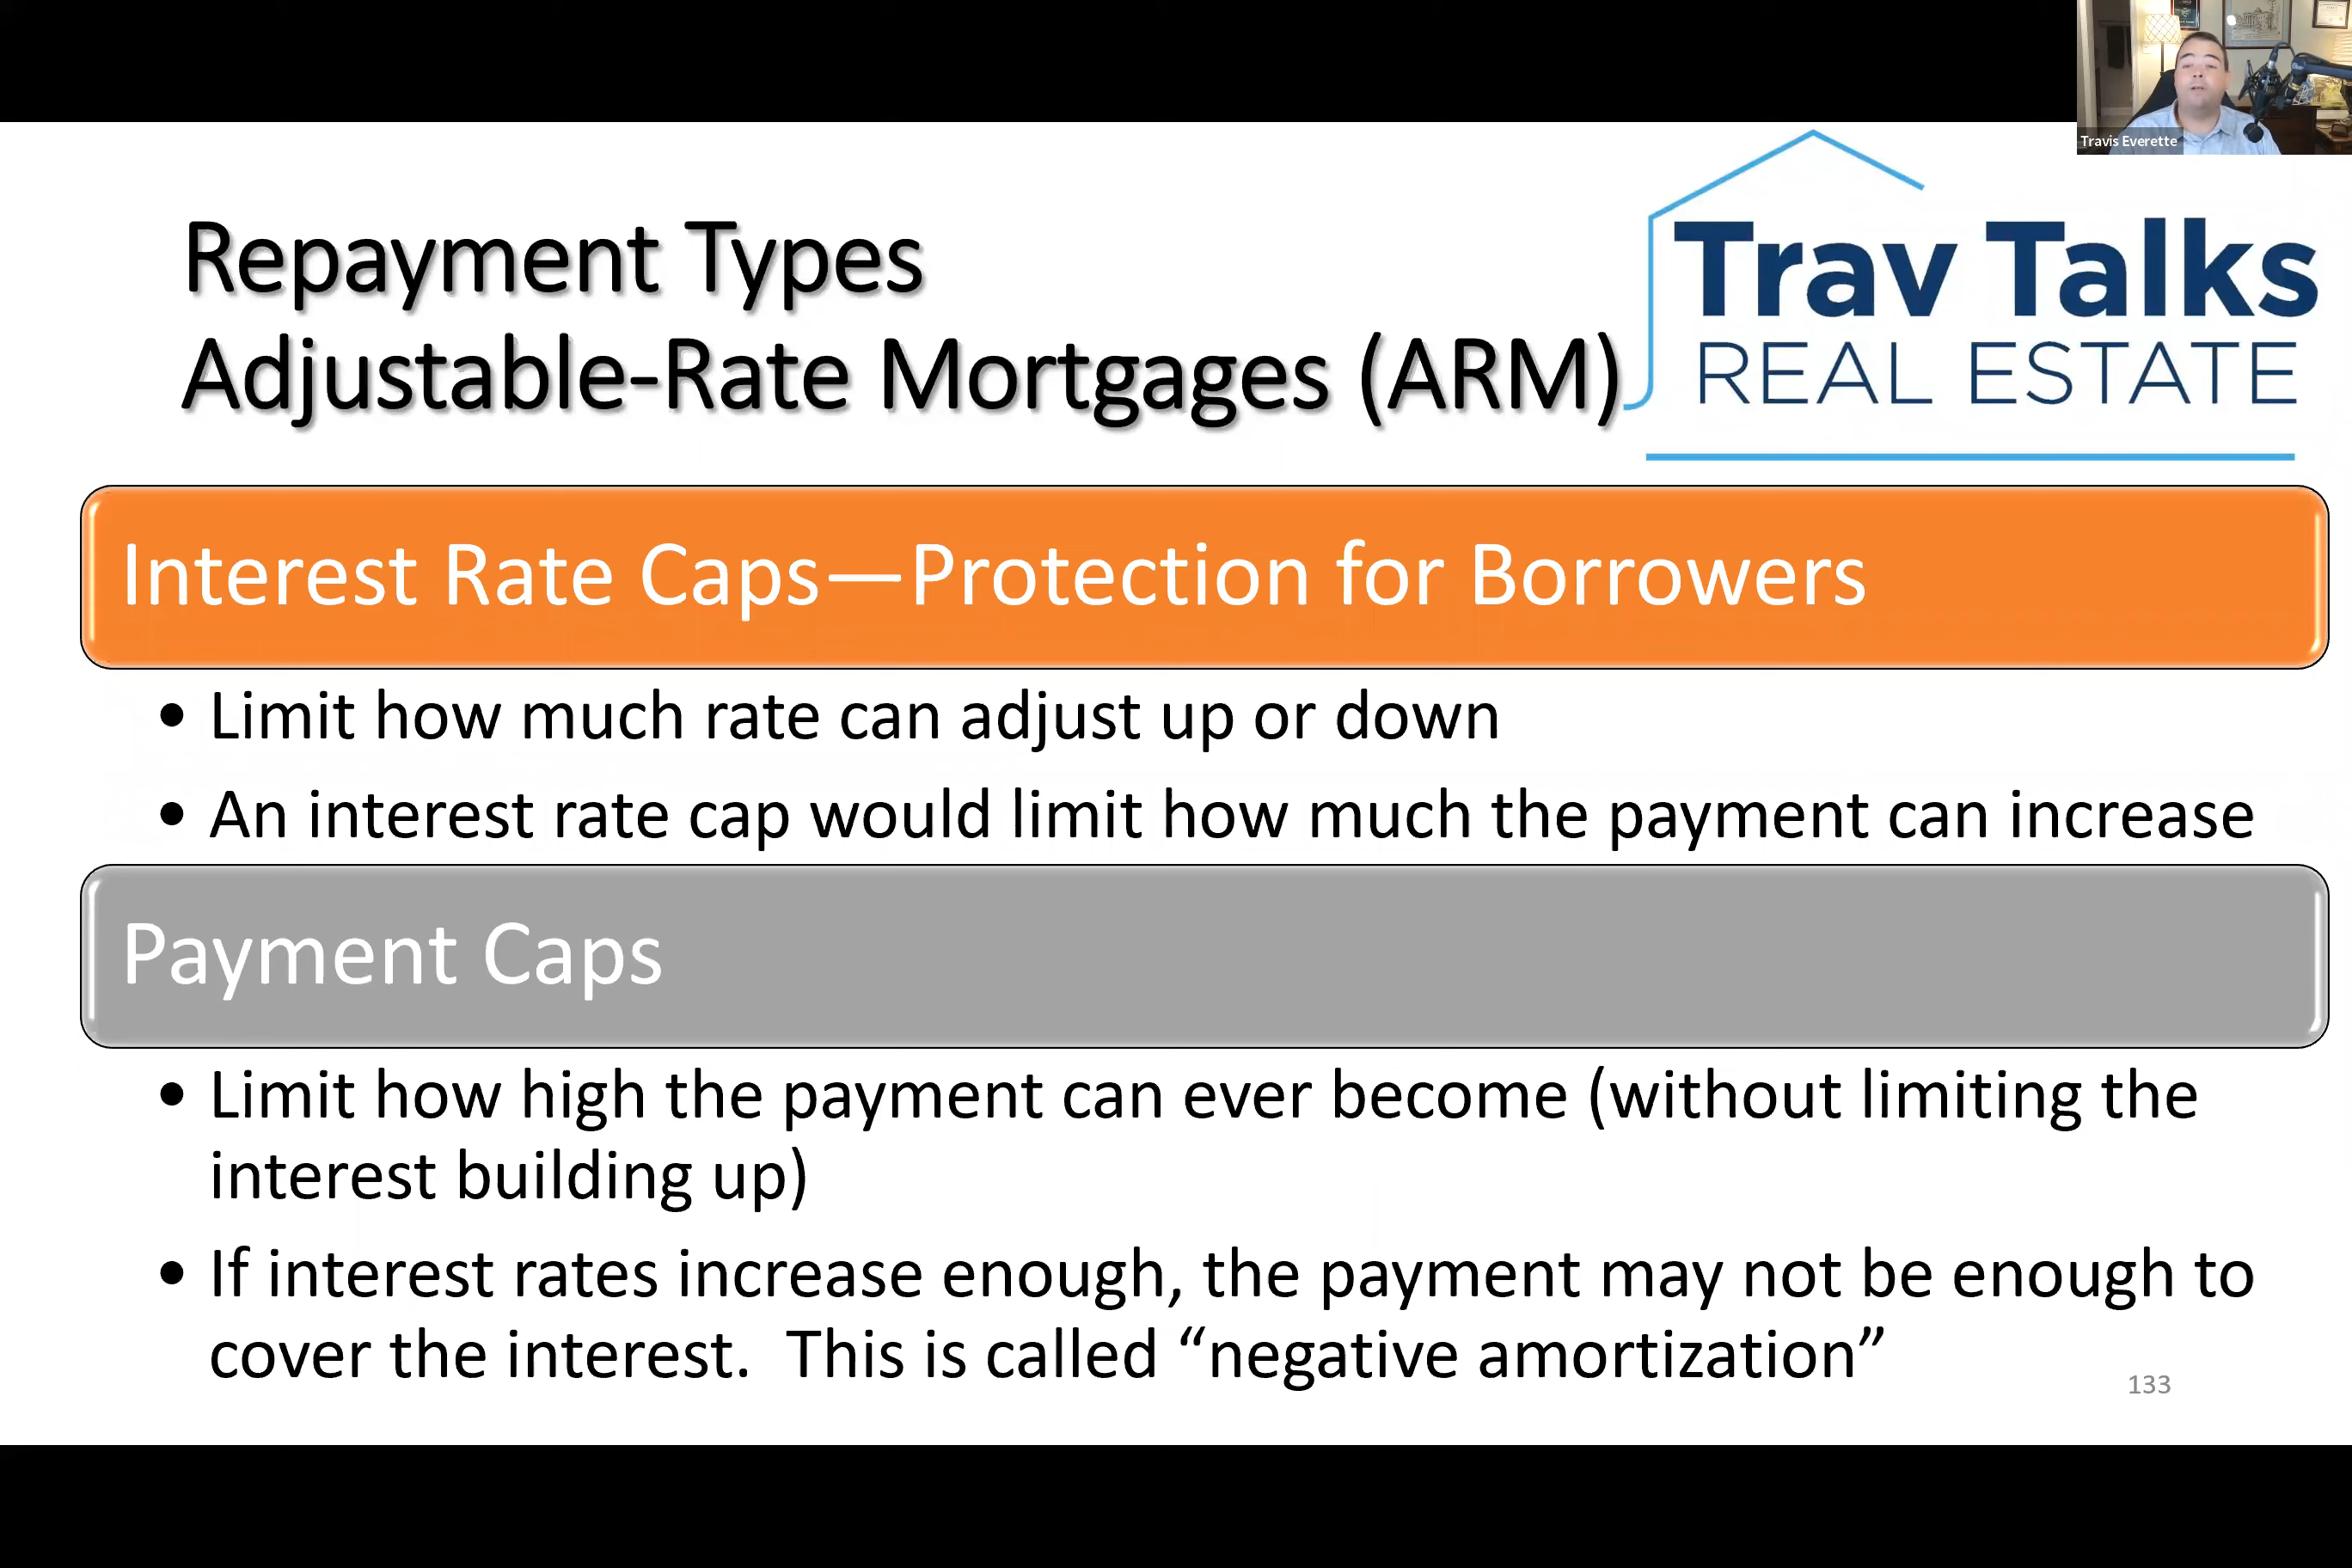 Travis Everette
Repayment Types
Adjustable-Rate Mortgages (ARM)
Trav Talks
REAL ESTATE
Interest Rate Caps—Protection for Borrowers
• Limit how much rate can adjust up or down
• An interest rate cap would limit how much the payment can increase
Payment Caps
• Limit how high the payment can ever become (without limiting the
interest building up)
• If interest rates increase enough, the payment may not be enough to
cover the interest.  This is called “negative amortization”
133